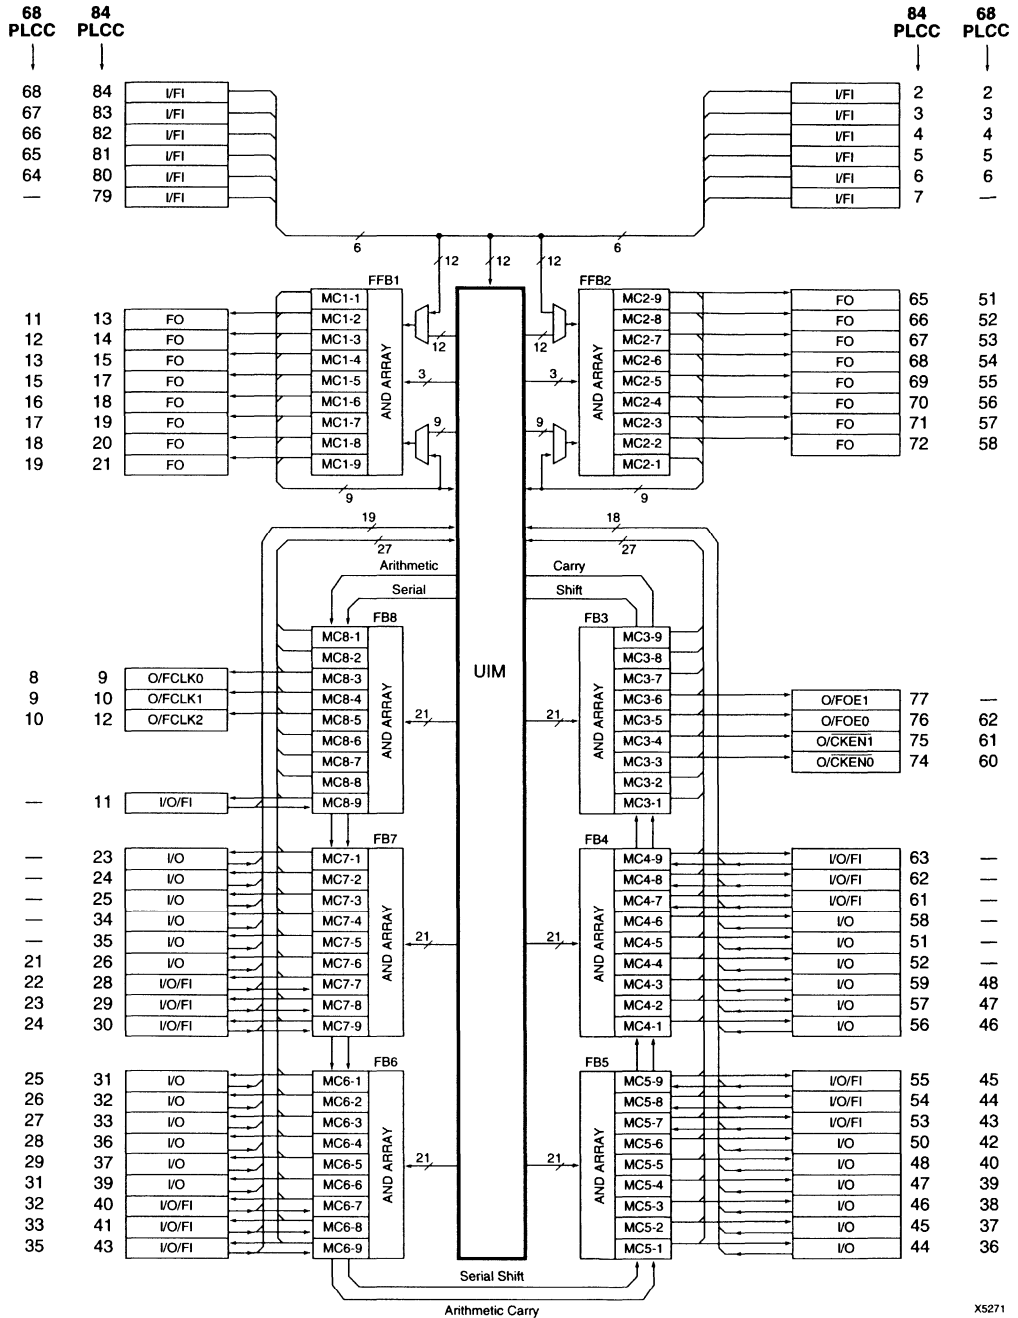 68 PLCC 84 PLCC 84 PLCC 68 PLCC
68 84 I/FI I/FI 2 2
67 83 I/FI I/FI 3 3
66 82 I/FI I/FI 4 4
65 81 I/FI I/FI 5 5
64 80 I/FI I/FI 6 6
— 79 I/FI I/FI 7 —
6 6
12 12 12
FFB1 FFB2
MC1-1 MC2-9 FO 65 51
11 13 FO MC1-2 MC2-8 FO 66 52
12 14 FO MC1-3 12 12 MC2-7 FO 67 53
13 15 FO MC1-4 MC2-6 FO 68 54
15 17 FO MC1-5 3 3 MC2-5 FO 69 55
16 18 FO MC1-6 MC2-4 FO 70 56
17 19 FO MC1-7 9 9 MC2-3 FO 71 57
18 20 FO MC1-8 MC2-2 FO 72 58
19 21 FO MC1-9 MC2-1
AND ARRAY AND ARRAY
9 9
19 18
27 27
Arithmetic Carry
Serial Shift
FB8 FB3
MC8-1 MC3-9
MC8-2 MC3-8
8 9 O/FCLK0 MC8-3 UIM MC3-7
9 10 O/FCLK1 MC8-4 MC3-6 O/FOE1 77 —
10 12 O/FCLK2 MC8-5 21 21 MC3-5 O/FOE0 76 62
MC8-6 MC3-4 O/CKEN1 75 61
MC8-7 MC3-3 O/CKEN0 74 60
MC8-8 MC3-2
— 11 I/O/FI MC8-9 MC3-1
AND ARRAY AND ARRAY
FB7 FB4
— 23 I/O MC7-1 MC4-9 I/O/FI 63 —
— 24 I/O MC7-2 MC4-8 I/O/FI 62 —
— 25 I/O MC7-3 MC4-7 I/O/FI 61 —
— 34 I/O MC7-4 MC4-6 I/O 58 —
— 35 I/O MC7-5 21 21 MC4-5 I/O 51 —
21 26 I/O MC7-6 MC4-4 I/O 52 —
22 28 I/O/FI MC7-7 MC4-3 I/O 59 48
23 29 I/O/FI MC7-8 MC4-2 I/O 57 47
24 30 I/O/FI MC7-9 MC4-1 I/O 56 46
AND ARRAY AND ARRAY
FB6 FB5
25 31 I/O MC6-1 MC5-9 I/O/FI 55 45
26 32 I/O MC6-2 MC5-8 I/O/FI 54 44
27 33 I/O MC6-3 MC5-7 I/O/FI 53 43
28 36 I/O MC6-4 MC5-6 I/O 50 42
29 37 I/O MC6-5 21 21 MC5-5 I/O 48 40
31 39 I/O MC6-6 MC5-4 I/O 47 39
32 40 I/O/FI MC6-7 MC5-3 I/O 46 38
33 41 I/O/FI MC6-8 MC5-2 I/O 45 37
35 43 I/O/FI MC6-9 MC5-1 I/O 44 36
AND ARRAY AND ARRAY
Serial Shift
Arithmetic Carry
X5271